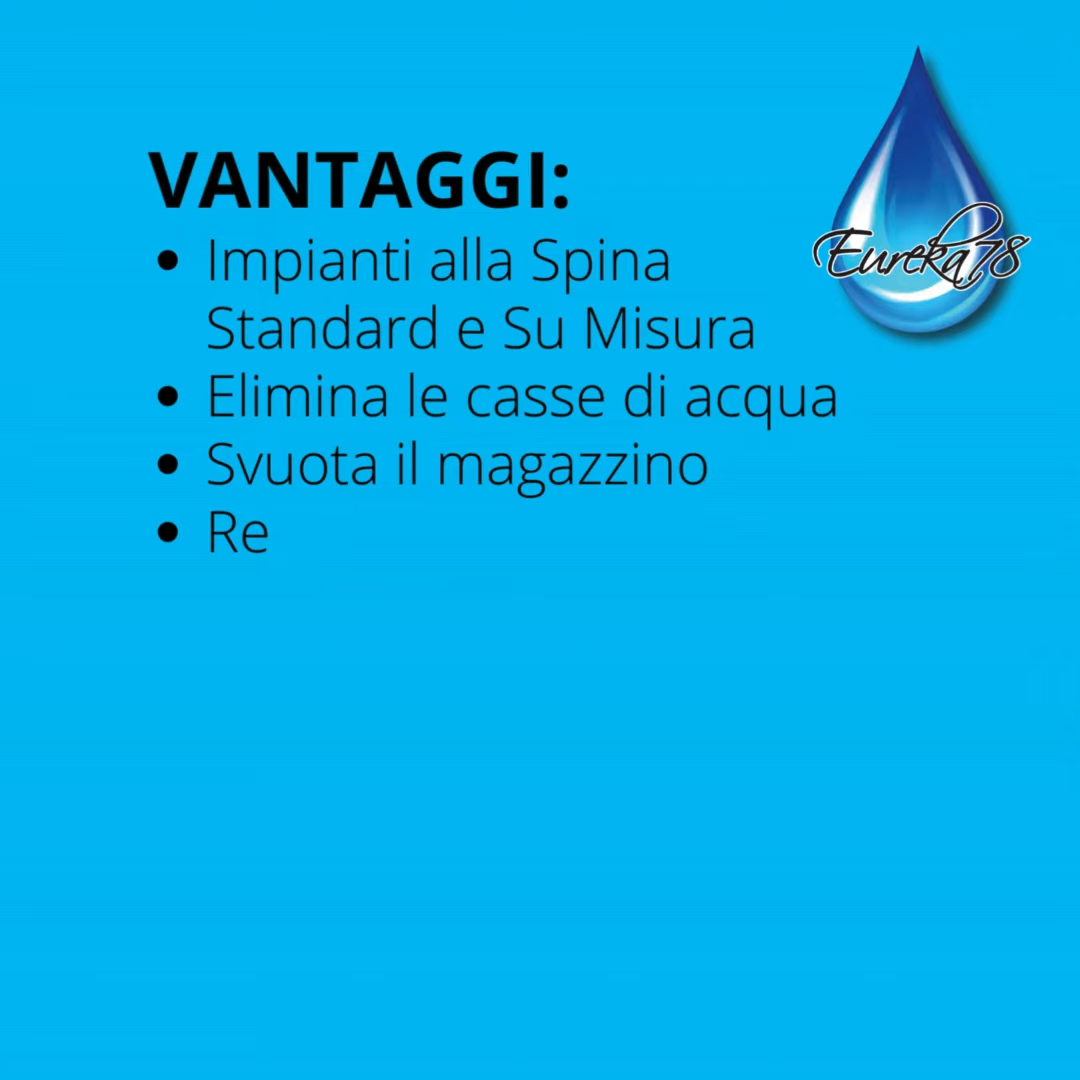 VANTAGGI:
• Impianti alla Spina
Standard e Su Misura
• Elimina le casse di acqua
• Svuota il magazzino
• Re
Eureka78